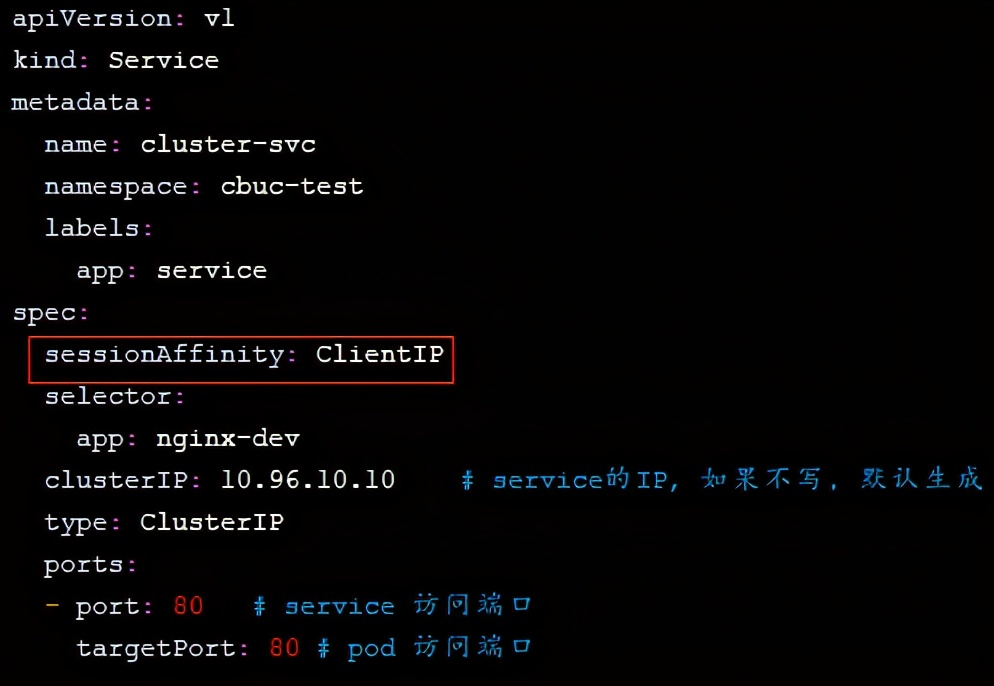 apiVersion: v1
kind: Service
metadata:
  name: cluster-svc
  namespace: cbuc-test
  labels:
    app: service
spec:
  sessionAffinity: ClientIP
  selector:
    app: nginx-dev
  clusterIP: 10.96.10.10    # service的IP, 如果不写, 默认生成
  type: ClusterIP
  ports:
  - port: 80   # service 访问端口
    targetPort: 80 # pod 访问端口